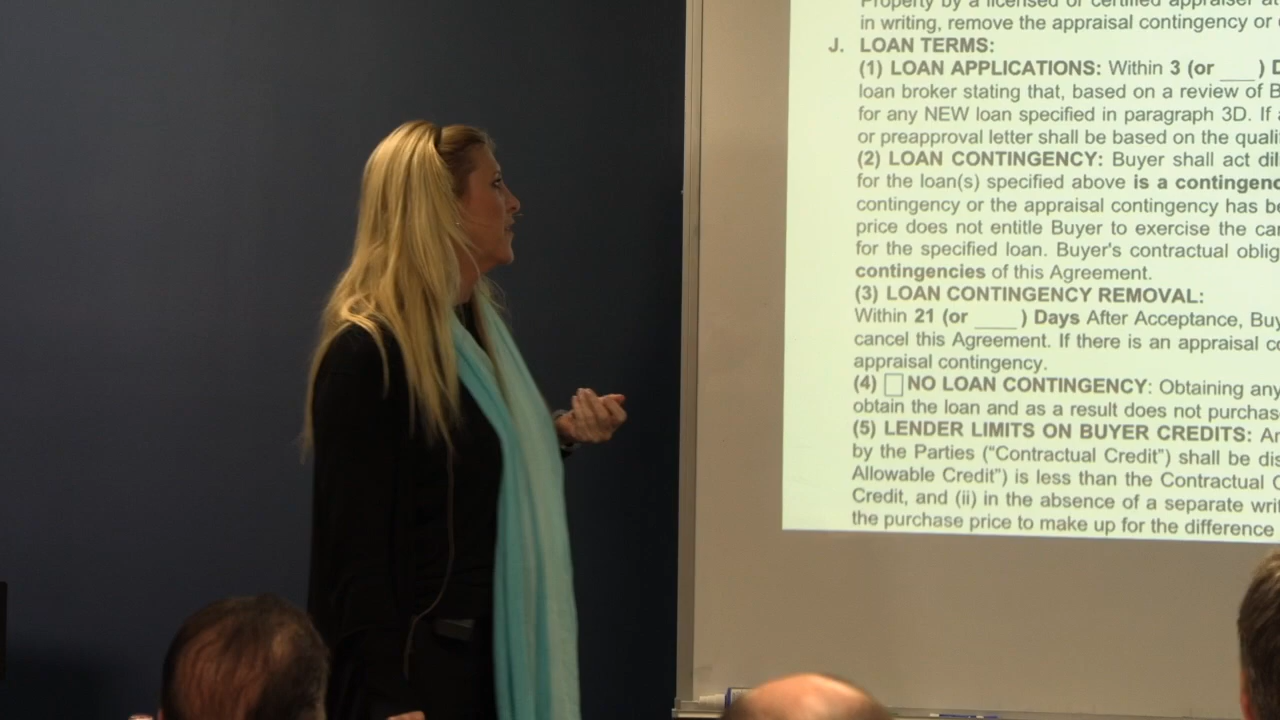 Property by a licensed or certified appraiser at
in writing, remove the appraisal contingency or
J. LOAN TERMS:
(1) LOAN APPLICATIONS: Within 3 (or ___ ) D
loan broker stating that, based on a review of B
for any NEW loan specified in paragraph 3D. If
or preapproval letter shall be based on the quali
(2) LOAN CONTINGENCY: Buyer shall act dil
for the loan(s) specified above is a contingenc
contingency or the appraisal contingency has be
price does not entitle Buyer to exercise the car
for the specified loan. Buyer's contractual oblig
contingencies of this Agreement.
(3) LOAN CONTINGENCY REMOVAL:
Within 21 (or ____ ) Days After Acceptance, Buy
cancel this Agreement. If there is an appraisal co
appraisal contingency.
(4) NO LOAN CONTINGENCY: Obtaining any
obtain the loan and as a result does not purchas
(5) LENDER LIMITS ON BUYER CREDITS: An
by the Parties ("Contractual Credit") shall be dis
Allowable Credit") is less than the Contractual C
Credit, and (ii) in the absence of a separate writ
the purchase price to make up for the difference